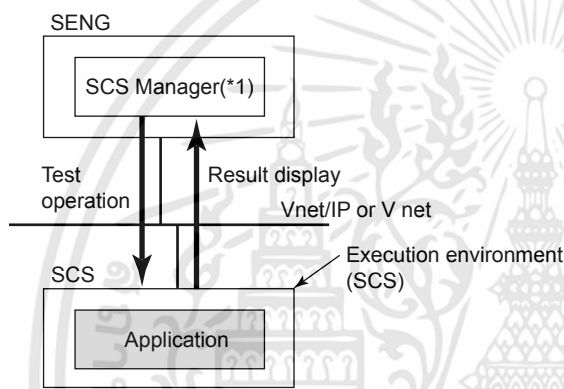 SENG
SCS Manager(*1)
Test
operation
Result display
Vnet/IP or V net
SCS
Execution environment
(SCS)
Application